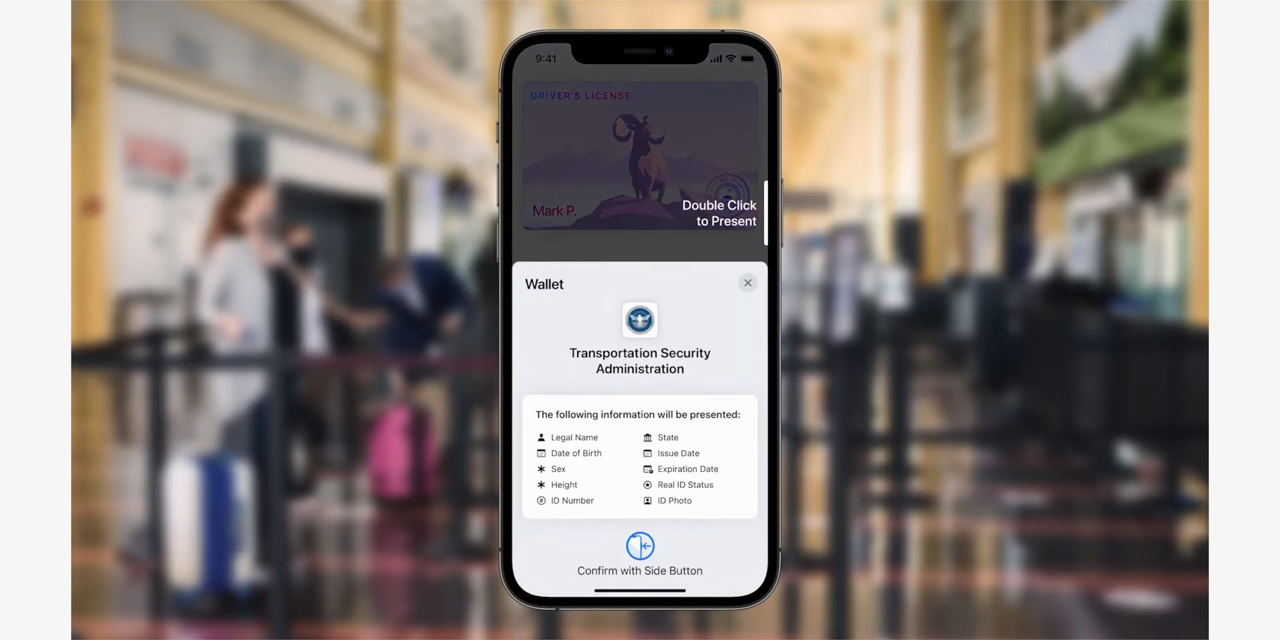 9:41
DRIVER'S LICENSE
Mark P.
Double Click
to Present
Wallet
Transportation Security
Administration
The following information will be presented:
Legal Name
Date of Birth
Sex
Height
ID Number
State
Issue Date
Expiration Date
Real ID Status
ID Photo
Confirm with Side Button